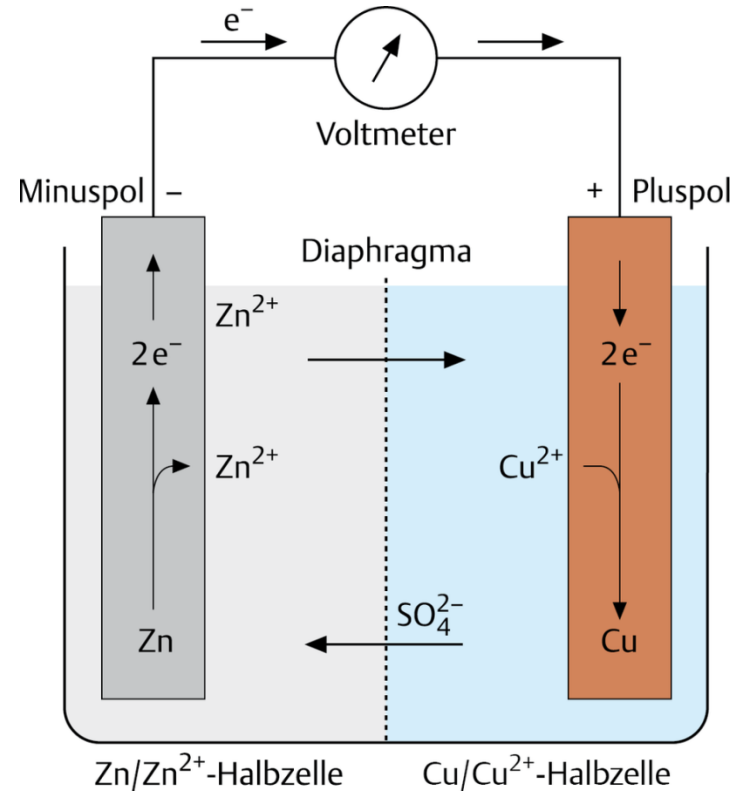 e⁻
Voltmeter
Minuspol –
+ Pluspol
Diaphragma
Zn²⁺
2 e⁻
2 e⁻
Zn²⁺
Cu²⁺
SO₄²⁻
Zn
Cu
Zn/Zn²⁺-Halbzelle
Cu/Cu²⁺-Halbzelle